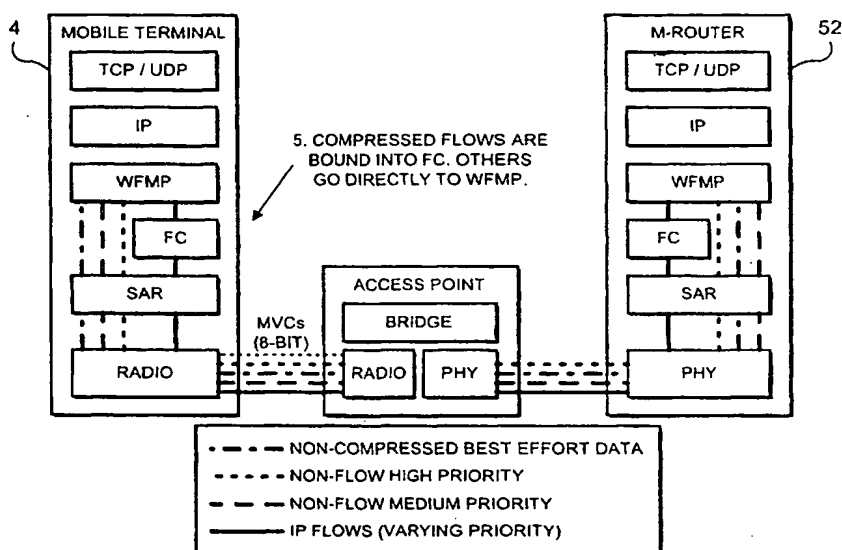 4
MOBILE TERMINAL
TCP / UDP
IP
WFMP
FC
SAR
RADIO
5. COMPRESSED FLOWS ARE
BOUND INTO FC. OTHERS
GO DIRECTLY TO WFMP.
MVCs
(8-BIT)
ACCESS POINT
BRIDGE
RADIO
PHY
M-ROUTER
52
TCP / UDP
IP
WFMP
FC
SAR
PHY
NON-COMPRESSED BEST EFFORT DATA
NON-FLOW HIGH PRIORITY
NON-FLOW MEDIUM PRIORITY
IP FLOWS (VARYING PRIORITY)